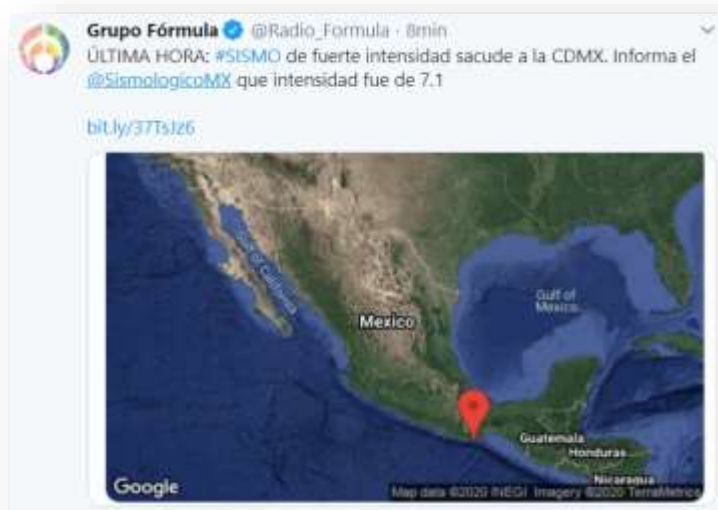 Grupo Fórmula @Radio_Formula · 8min
ÚLTIMA HORA: #SISMO de fuerte intensidad sacude a la CDMX. Informa el
@SismologicoMX que intensidad fue de 7.1
bit.ly/37TsJz6
Gulf of California
Gulf of
Mexico
Mexico
Guatemala
Honduras
Nicaragua
Google
Map data ©2020 INEGI Imagery ©2020 TerraMetrics